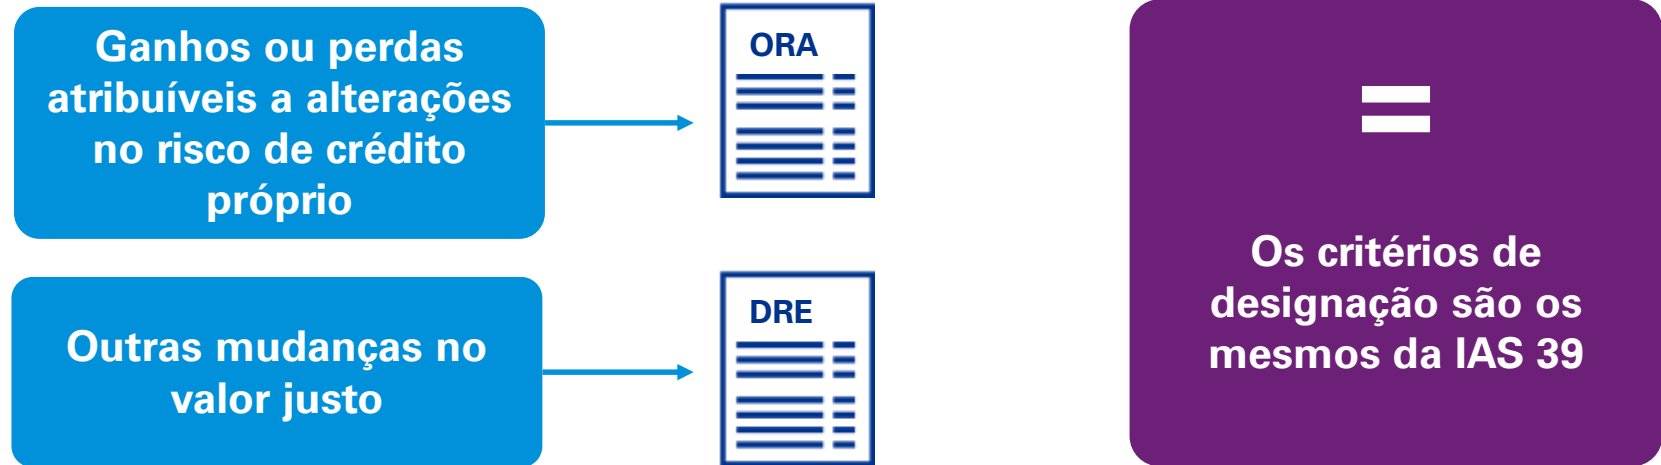 Ganhos ou perdas
atribuíveis a alterações
no risco de crédito
próprio
ORA
Outras mudanças no
valor justo
DRE
=
Os critérios de
designação são os
mesmos da IAS 39